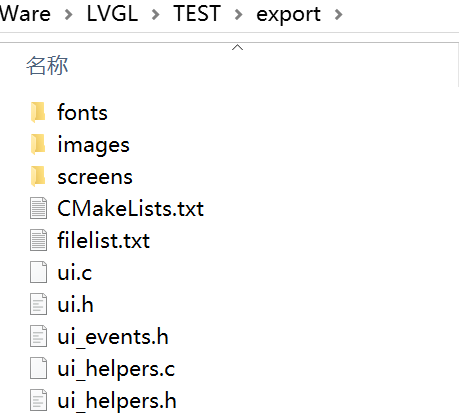 Ware > LVGL > TEST > export >
名称
fonts
images
screens
CMakeLists.txt
filelist.txt
ui.c
ui.h
ui_events.h
ui_helpers.c
ui_helpers.h